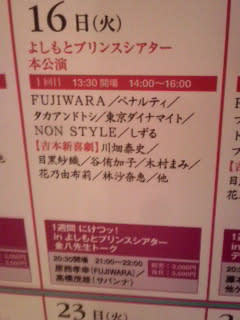 16日(火)
よしもとプリンスシアター
本公演
1回目 13:30開場 14:00〜16:00
FUJIWARA/ペナルティ/
タカアンドトシ/東京ダイナマイト/
NON STYLE/しずる
【吉本新喜劇】川畑泰史/
目黒紗織/谷侑加子/木村まみ/
花乃由布莉/林沙奈恵/他
1週間 にけつッ!
in よしもとプリンスシアター
金八先生トーク
20:30開場 21:00〜22:00
原西孝幸(FUJIWARA)/
高橋茂雄(サバンナ)
23日(火)